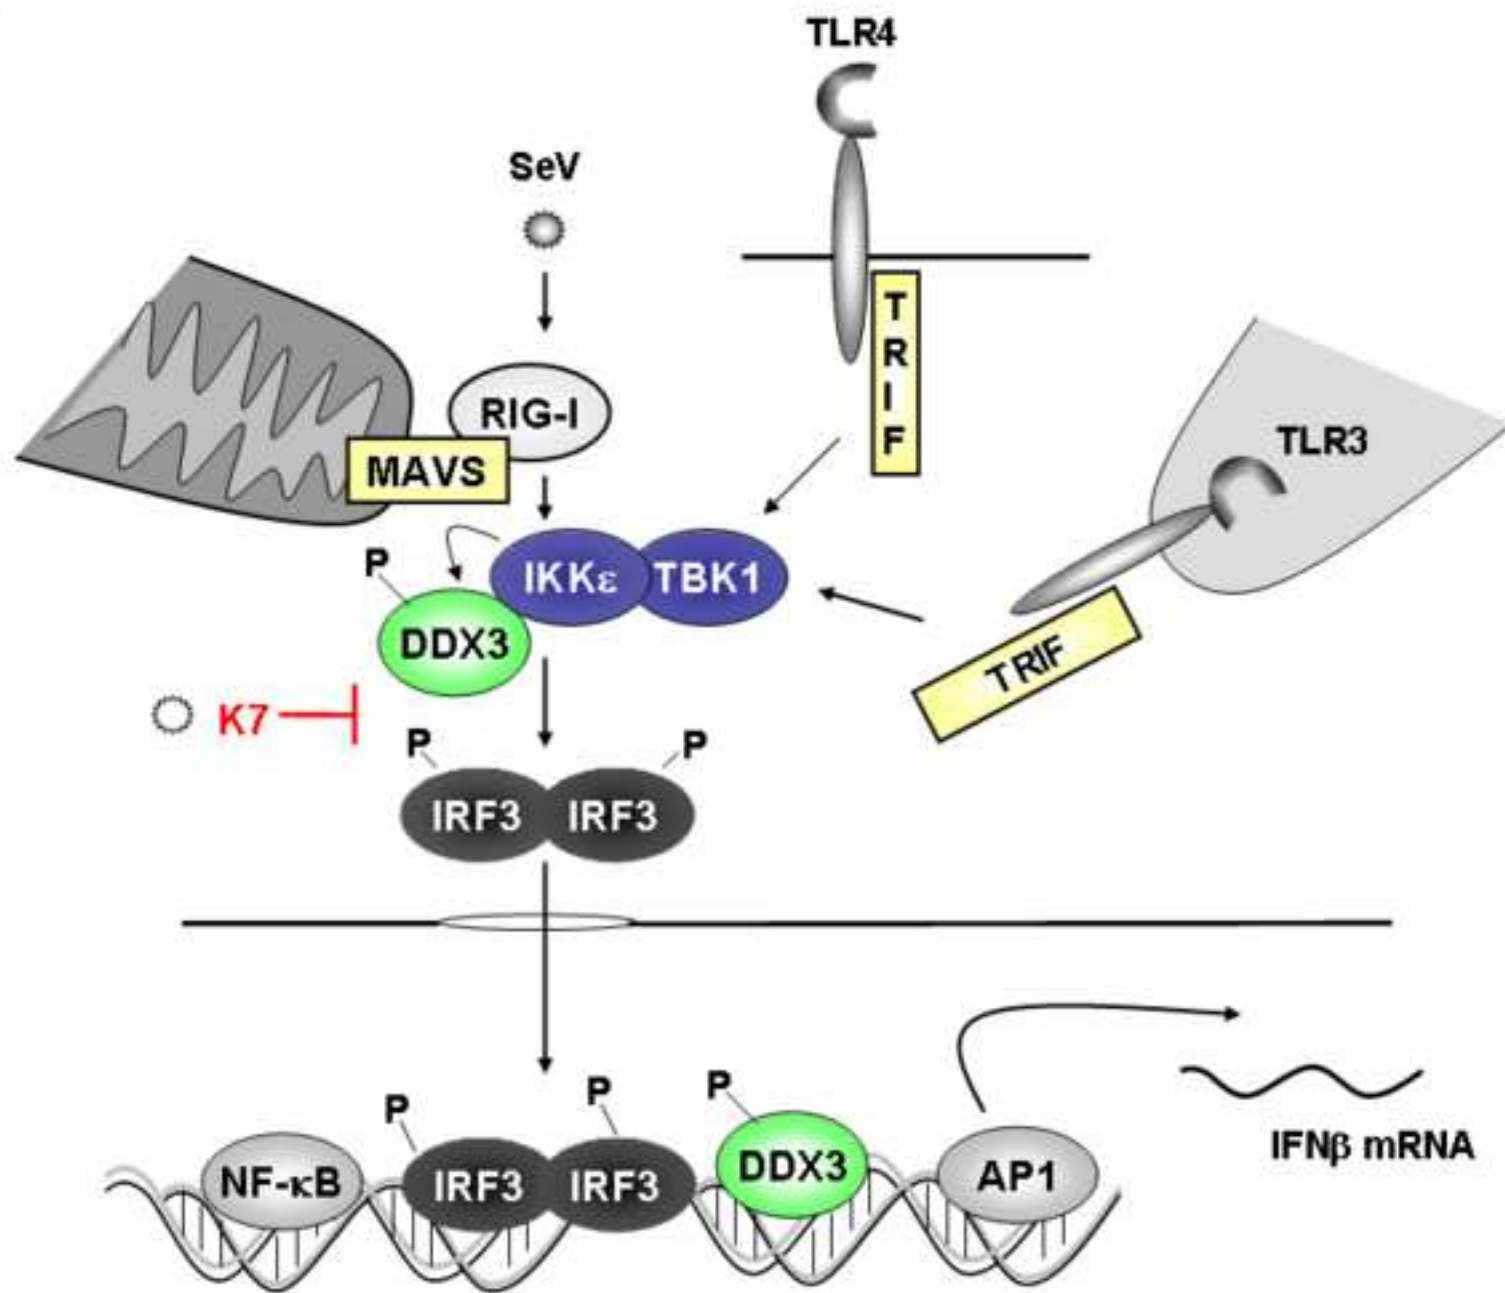 TLR4
SeV
TRIF
RIG-I
TLR3
MAVS
P
IKKε
TBK1
DDX3
TRIF
K7
P
P
IRF3
IRF3
P
P
P
NF-κB
IRF3
IRF3
DDX3
AP1
IFNβ mRNA